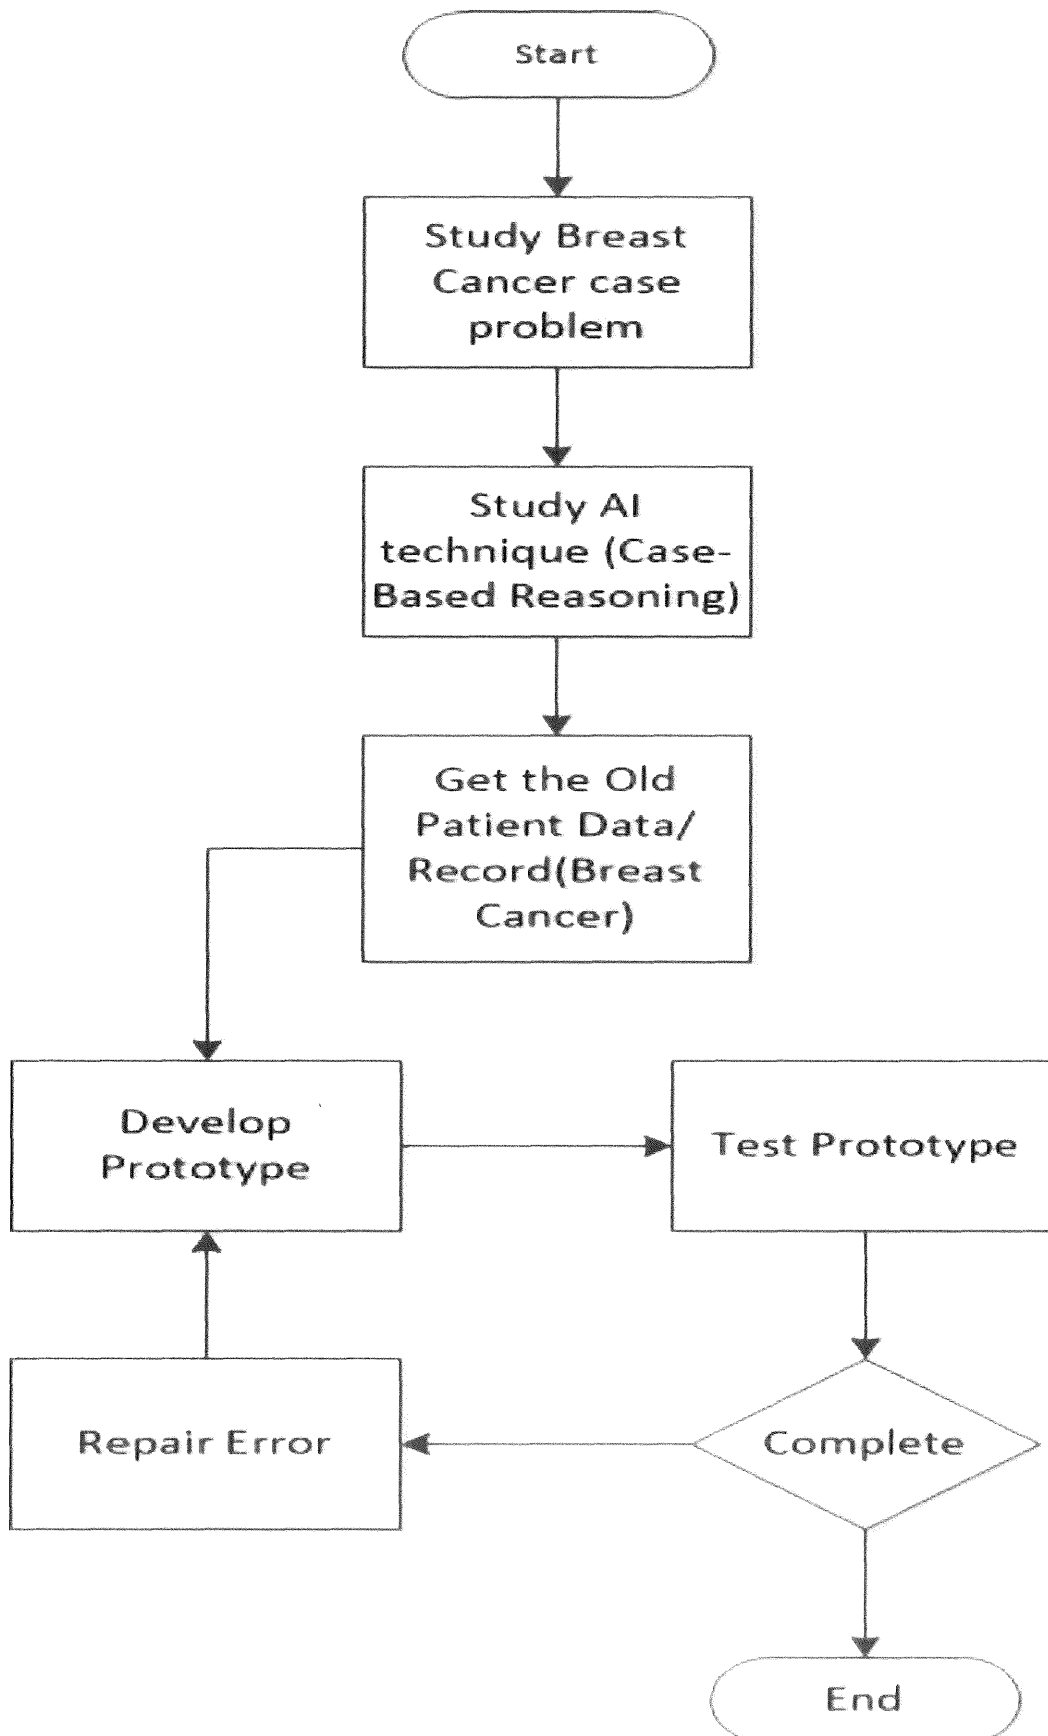 Start
Study Breast
Cancer case
problem
Study AI
technique (Case-
Based Reasoning)
Get the Old
Patient Data/
Record(Breast
Cancer)
Develop
Prototype
Test Prototype
Repair Error
Complete
End